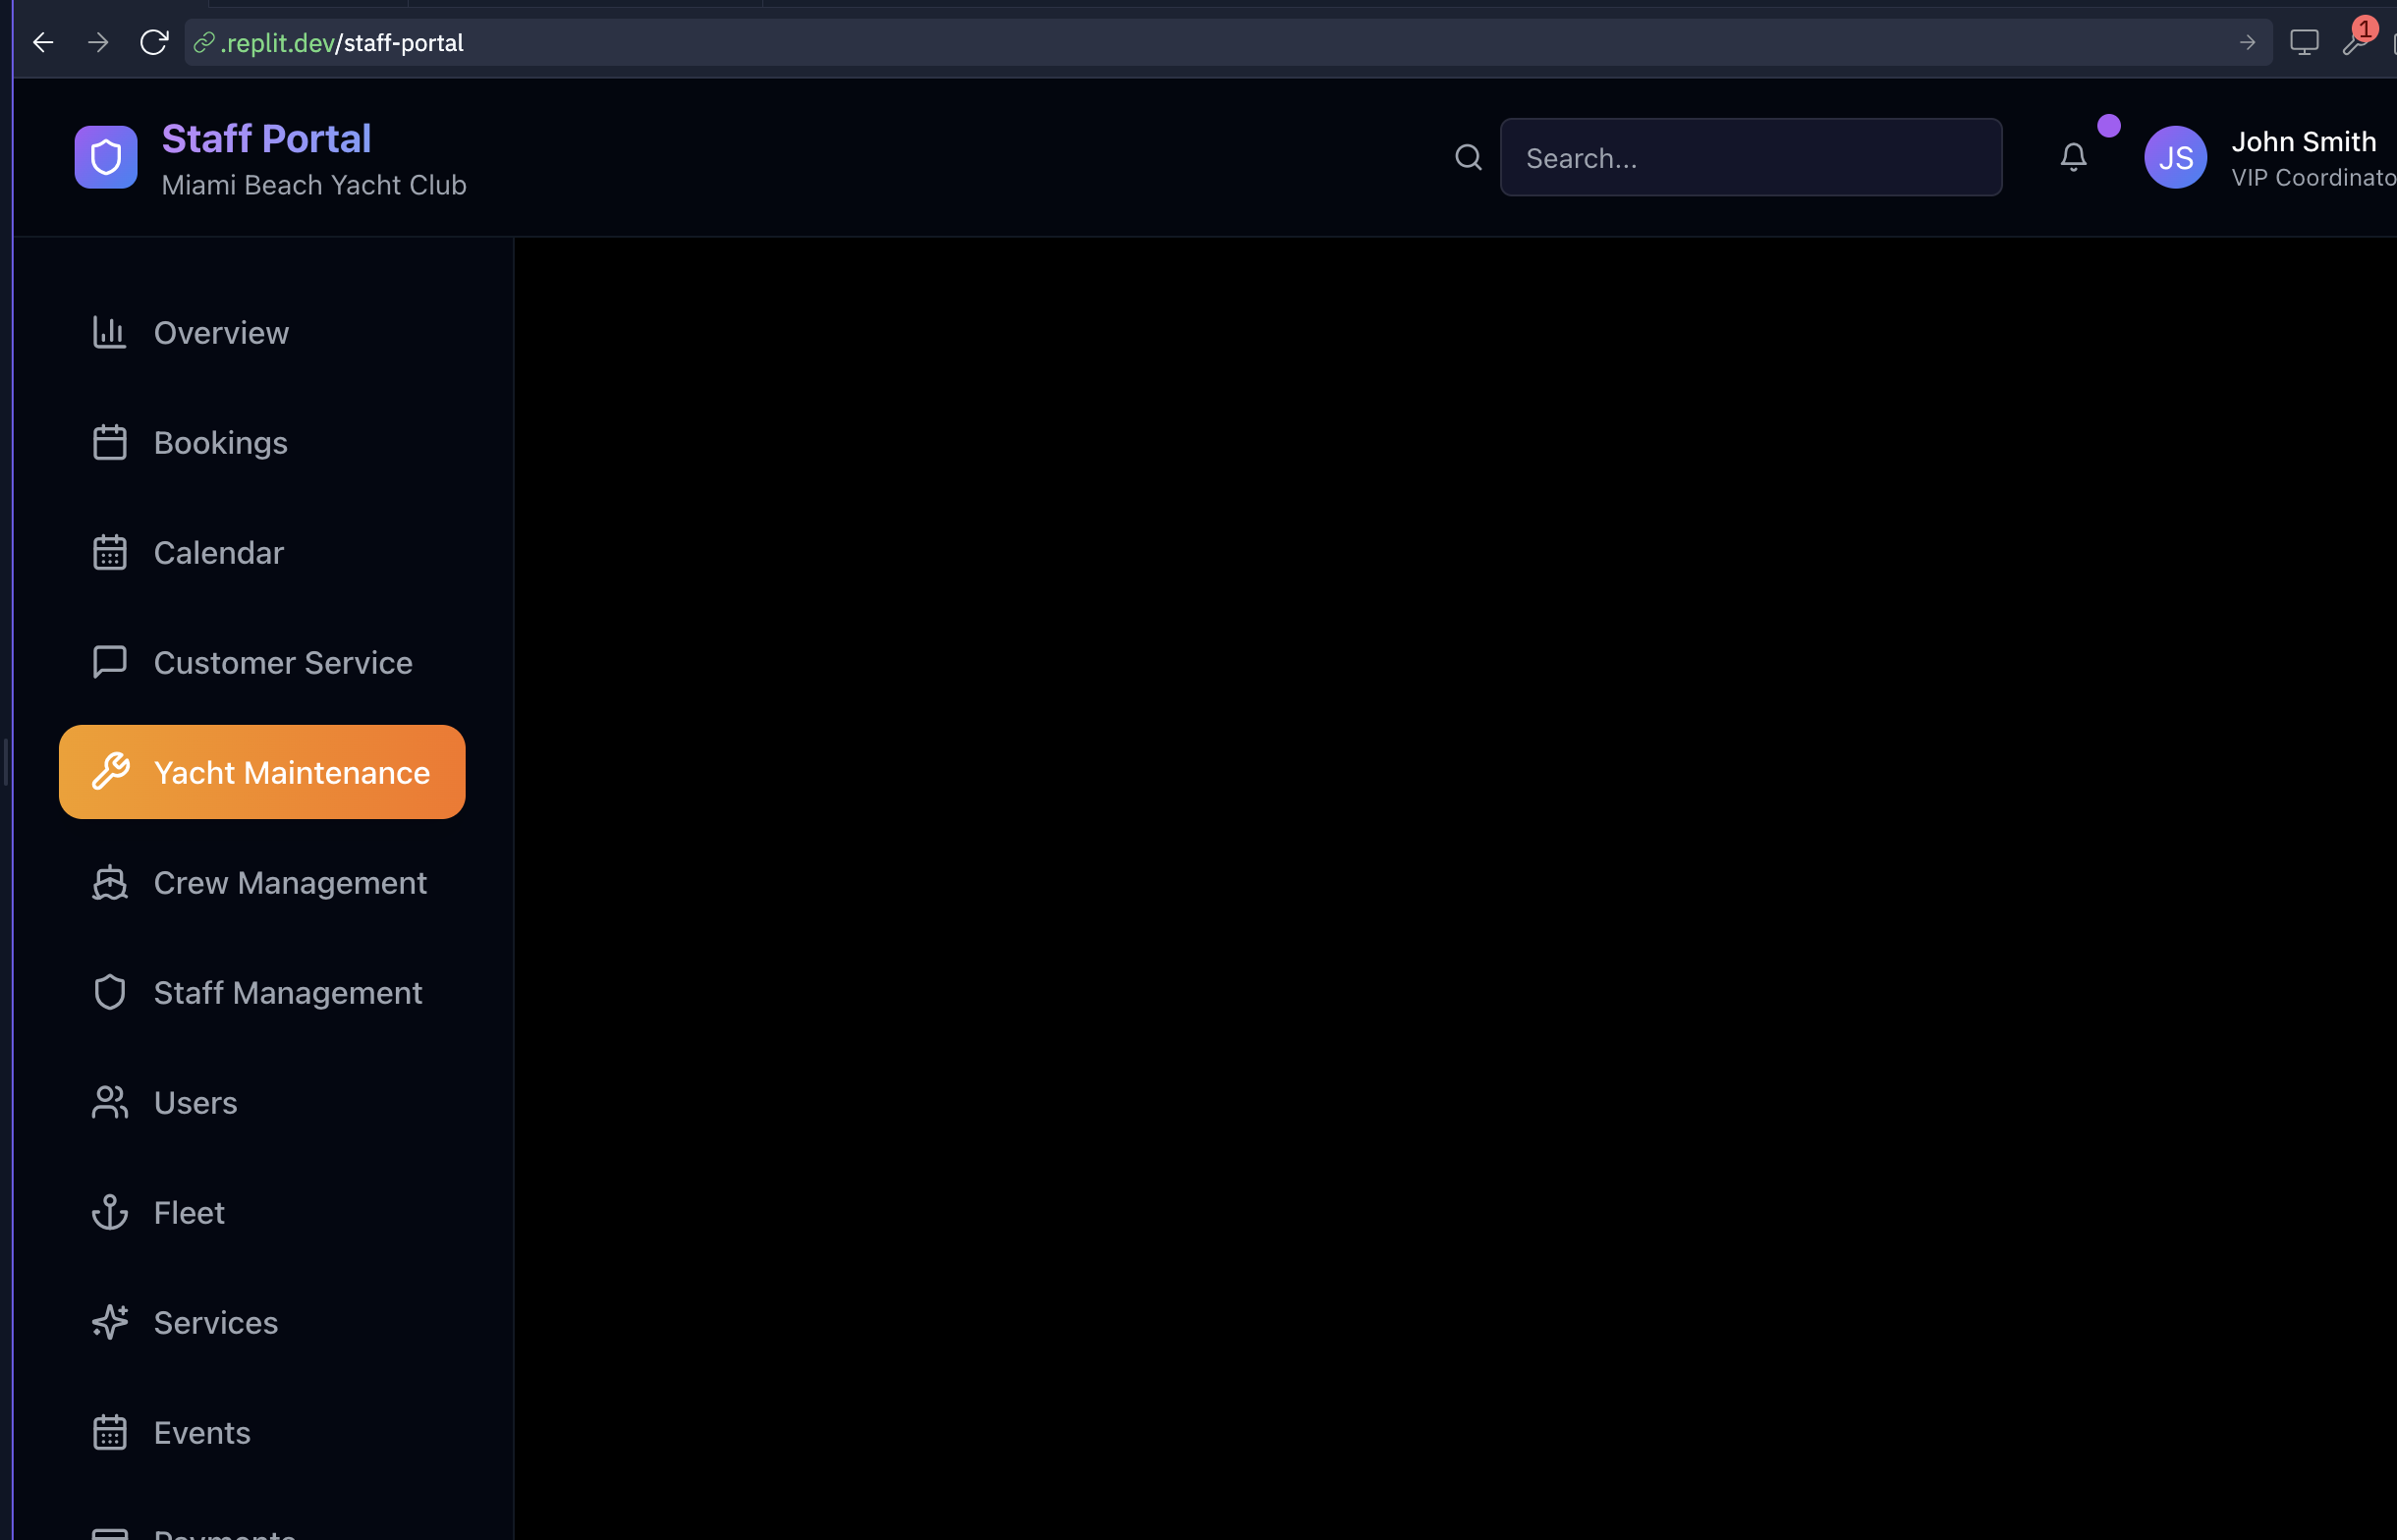 .replit.dev/staff-portal
1
Staff Portal
Miami Beach Yacht Club
Search...
JS
John Smith
VIP Coordinato
Overview
Bookings
Calendar
Customer Service
Yacht Maintenance
Crew Management
Staff Management
Users
Fleet
Services
Events
Payments